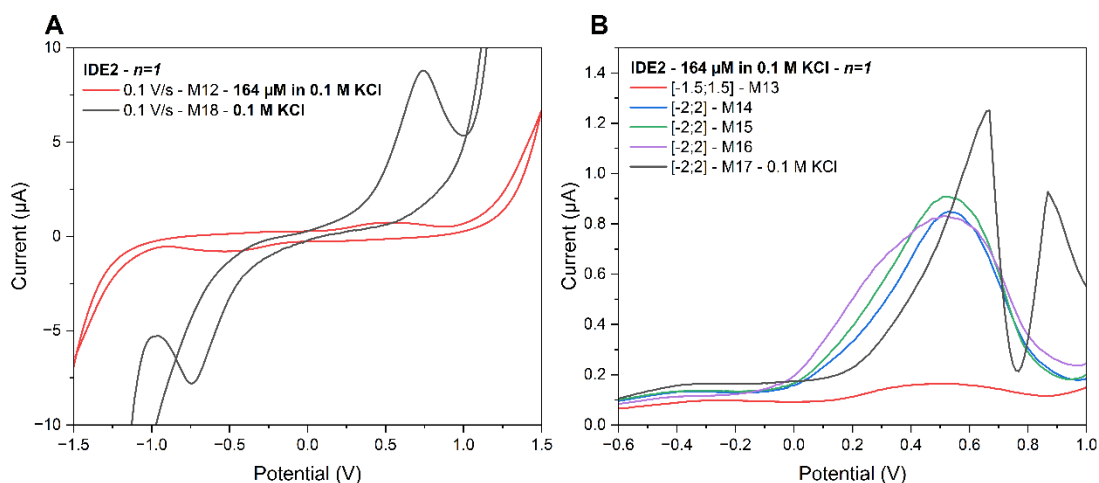 A
IDE2 - n=1
0.1 V/s - M12 - 164 µM in 0.1 M KCl
0.1 V/s - M18 - 0.1 M KCl
10
5
0
−5
−10
−1.5
−1.0
−0.5
0.0
0.5
1.0
1.5
Current (µA)
Potential (V)
B
IDE2 - 164 µM in 0.1 M KCl - n=1
[-1.5;1.5] - M13
[-2;2] - M14
[-2;2] - M15
[-2;2] - M16
[-2;2] - M17 - 0.1 M KCl
1.4
1.2
1.0
0.8
0.6
0.4
0.2
0.0
−0.6
−0.4
−0.2
0.0
0.2
0.4
0.6
0.8
1.0
Current (µA)
Potential (V)